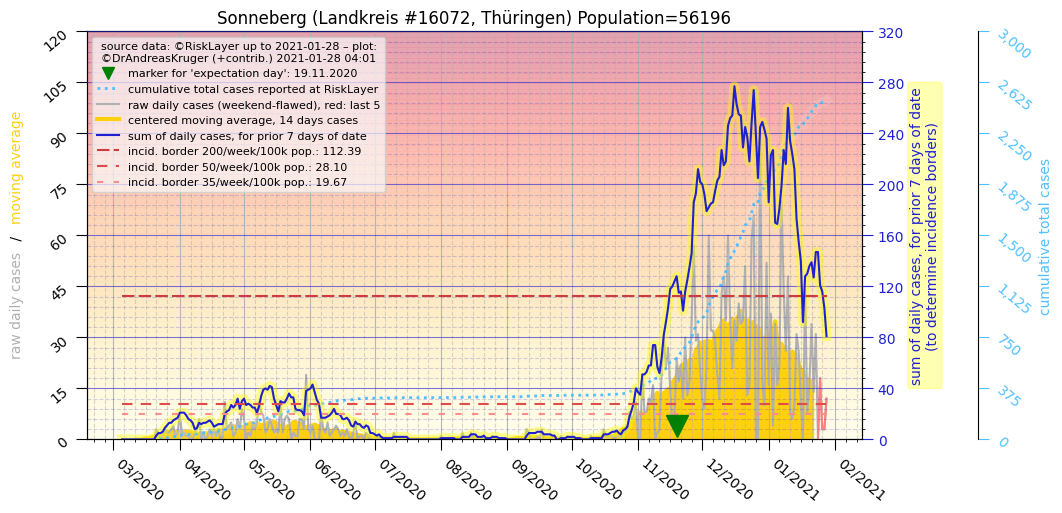 Sonneberg (Landkreis #16072, Thüringen) Population=56196
source data: ©RiskLayer up to 2021-01-28 – plot:
©DrAndreasKruger (+contrib.) 2021-01-28 04:01
marker for 'expectation day': 19.11.2020
cumulative total cases reported at RiskLayer
raw daily cases (weekend-flawed), red: last 5
centered moving average, 14 days cases
sum of daily cases, for prior 7 days of date
incid. border 200/week/100k pop.: 112.39
incid. border 50/week/100k pop.: 28.10
incid. border 35/week/100k pop.: 19.67
raw daily cases / moving average
120
105
90
75
60
45
30
15
0
03/2020
04/2020
05/2020
06/2020
07/2020
08/2020
09/2020
10/2020
11/2020
12/2020
01/2021
02/2021
320
280
240
200
160
120
80
40
0
sum of daily cases, for prior 7 days of date
(to determine incidence borders)
3,000
2,625
2,250
1,875
1,500
1,125
750
375
0
cumulative total cases